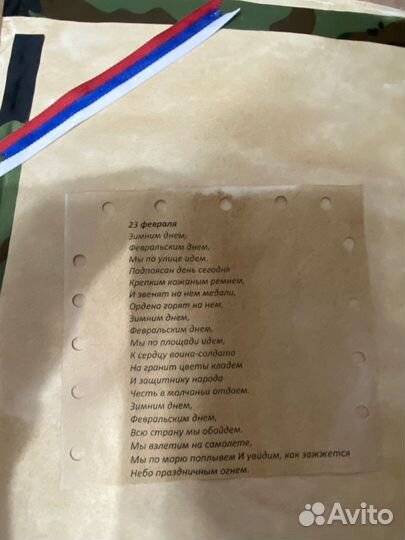 23 февраля
Зимним днем,
Февральским днем,
Мы по улице идем.
Подпоясан день сегодня
Крепким кожаным ремнем,
И звенят на нем медали,
Ордена горят на нем.
Зимним днем,
Февральским днем,
Мы по площади идем,
К сердцу воина-солдата
На гранит цветы кладем
И защитнику народа
Честь в молчаньи отдаем.
Зимним днем,
Февральским днем,
Всю страну мы обойдем.
Мы взлетим на самолете,
Мы по морю поплывем И увидим, как зажжется
Небо праздничным огнем.
Avito